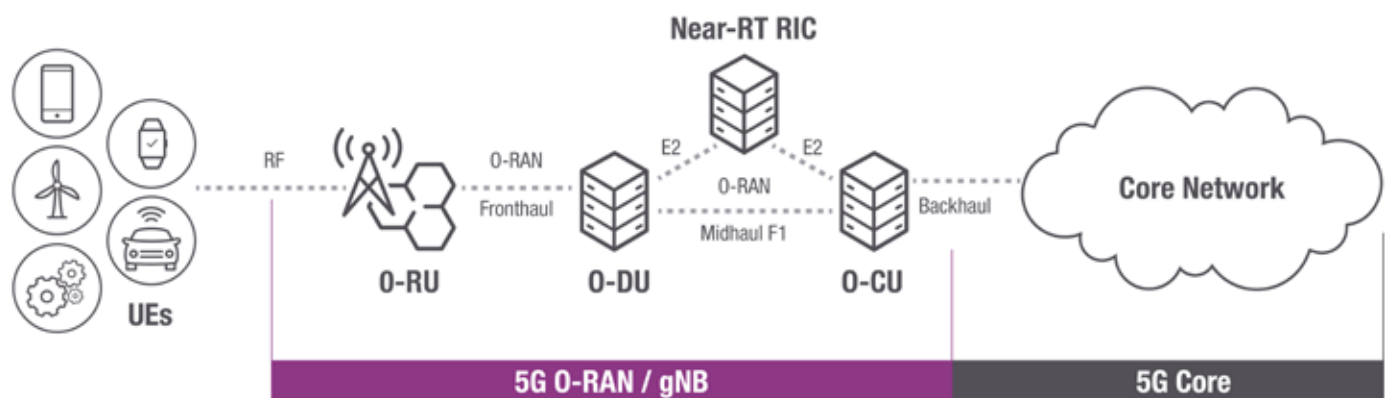 Near-RT RIC
RF
O-RAN
Fronthaul
E2
E2
O-RAN
Midhaul F1
Backhaul
Core Network
UEs
O-RU
O-DU
O-CU
5G O-RAN / gNB
5G Core